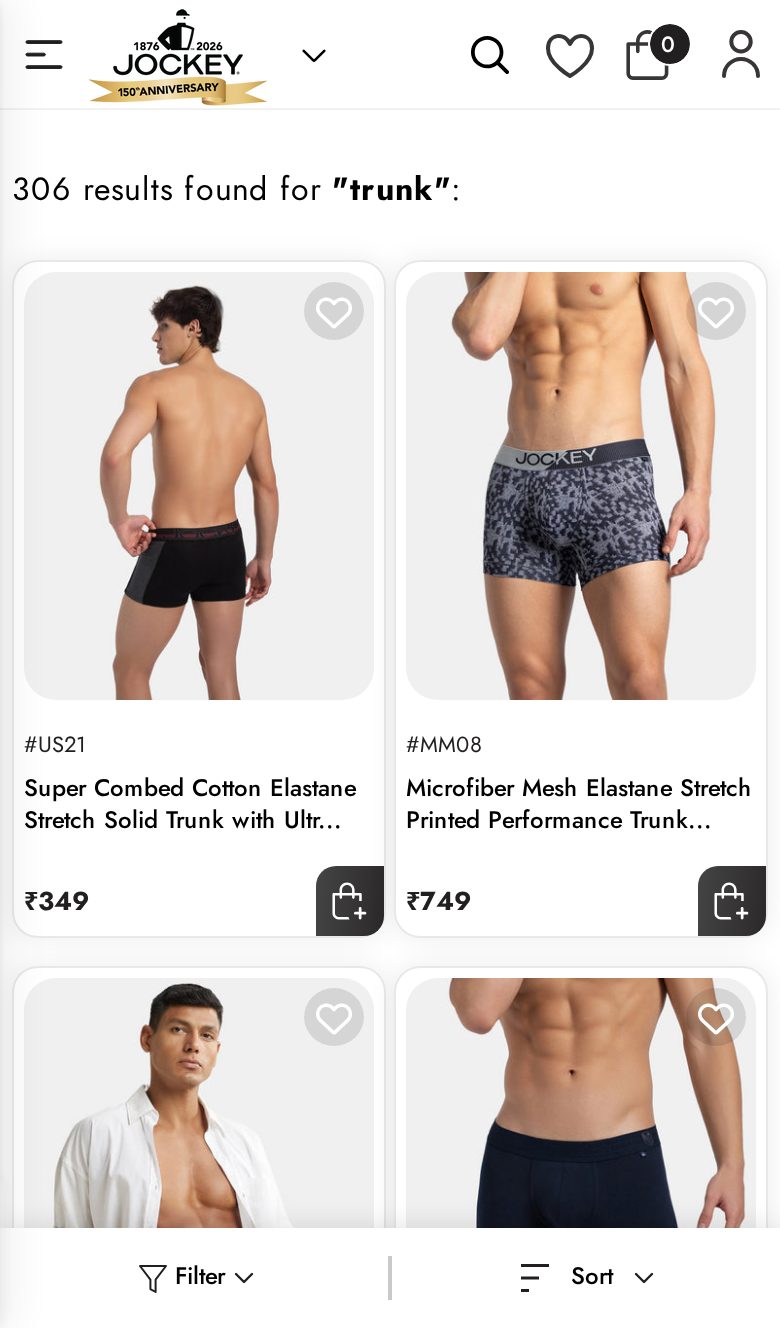 1876 2026
JOCKEY
150th ANNIVERSARY
0
306 results found for "trunk":
JOCKEY
#US21
Super Combed Cotton Elastane
Stretch Solid Trunk with Ultr...
₹349
#MM08
Microfiber Mesh Elastane Stretch
Printed Performance Trunk...
₹749
Filter
Sort